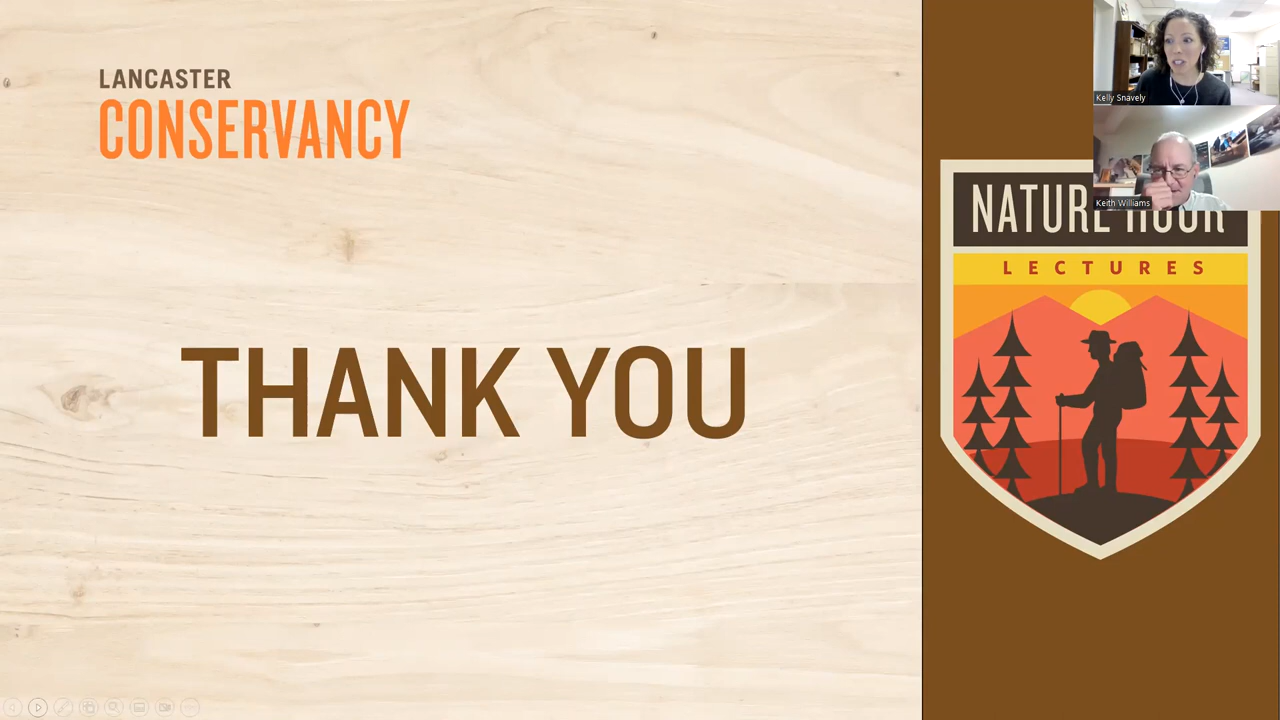 LANCASTER
CONSERVANCY
THANK YOU
Kelly Snavely
Keith Williams
NATURE HOUR
LECTURES